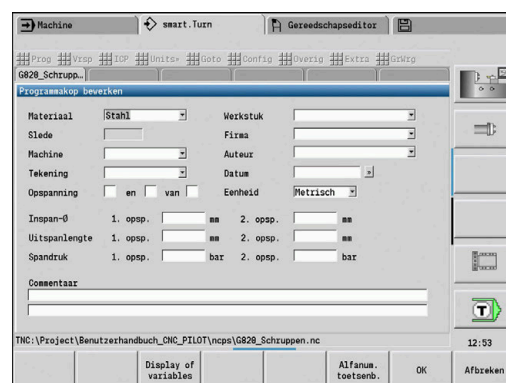 Machine smart.Turn Gereedschapseditor
Prog Vrsp ICP Units» Goto Config Overig Extra GrWrg
G820_Schrupp…
Programmakop bewerken
Materiaal Stahl Werkstuk
Slede Firma
Machine Auteur
Tekening Datum »
Opspanning en van Eenheid Metrisch
Inspan-Ø 1. opsp. mm 2. opsp. mm
Uitspanlengte 1. opsp. mm 2. opsp. mm
Spandruk 1. opsp. bar 2. opsp. bar
Commentaar
TNC:\Project\Benutzerhandbuch_CNC_PILOT\ncps\G820_Schruppen.nc
T
12:53
Display of variables
Alfanum. toetsenb.
OK
Afbreken